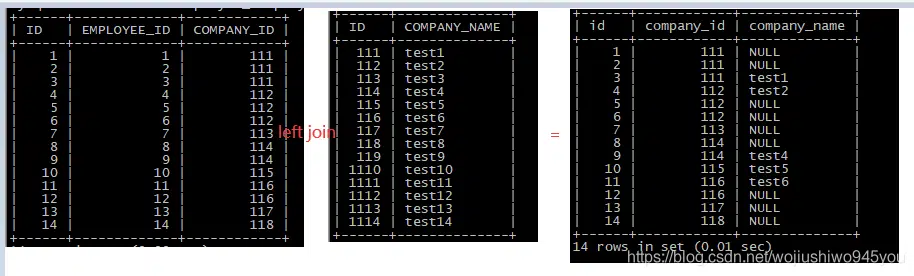 | ID | EMPLOYEE_ID | COMPANY_ID |
| 1 | 1 | 111 |
| 2 | 2 | 111 |
| 3 | 3 | 111 |
| 4 | 4 | 112 |
| 5 | 5 | 112 |
| 6 | 6 | 112 |
| 7 | 7 | 113 |
| 8 | 8 | 114 |
| 9 | 9 | 114 |
| 10 | 10 | 115 |
| 11 | 11 | 116 |
| 12 | 12 | 116 |
| 13 | 13 | 117 |
| 14 | 14 | 118 |
left join
| ID | COMPANY_NAME |
| 111 | test1 |
| 112 | test2 |
| 113 | test3 |
| 114 | test4 |
| 115 | test5 |
| 116 | test6 |
| 117 | test7 |
| 118 | test8 |
| 119 | test9 |
| 1110 | test10 |
| 1111 | test11 |
| 1112 | test12 |
| 1113 | test13 |
| 1114 | test14 |
=
| id | company_id | company_name |
| 1 | 111 | NULL |
| 2 | 111 | NULL |
| 3 | 111 | test1 |
| 4 | 112 | test2 |
| 5 | 112 | NULL |
| 6 | 112 | NULL |
| 7 | 113 | NULL |
| 8 | 114 | NULL |
| 9 | 114 | test4 |
| 10 | 115 | test5 |
| 11 | 116 | test6 |
| 12 | 116 | NULL |
| 13 | 117 | NULL |
| 14 | 118 | NULL |
14 rows in set (0.01 sec)
https://blog.csdn.net/wojiushiwo945you